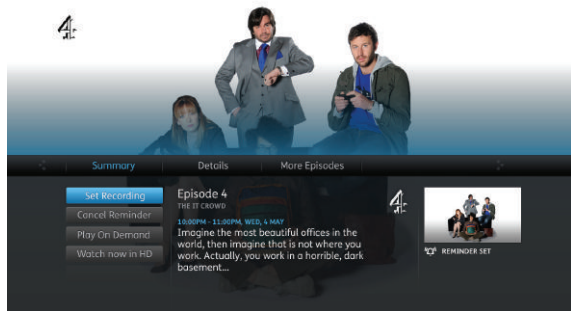 4
Summary
Details
More Episodes
Set Recording
Cancel Reminder
Play On Demand
Watch now in HD
Episode 4
THE IT CROWD
10:00PM - 11:00PM, WED, 4 MAY
Imagine the most beautiful offices in the
world, then imagine that is not where you
work. Actually, you work in a horrible, dark
basement...
4
REMINDER SET